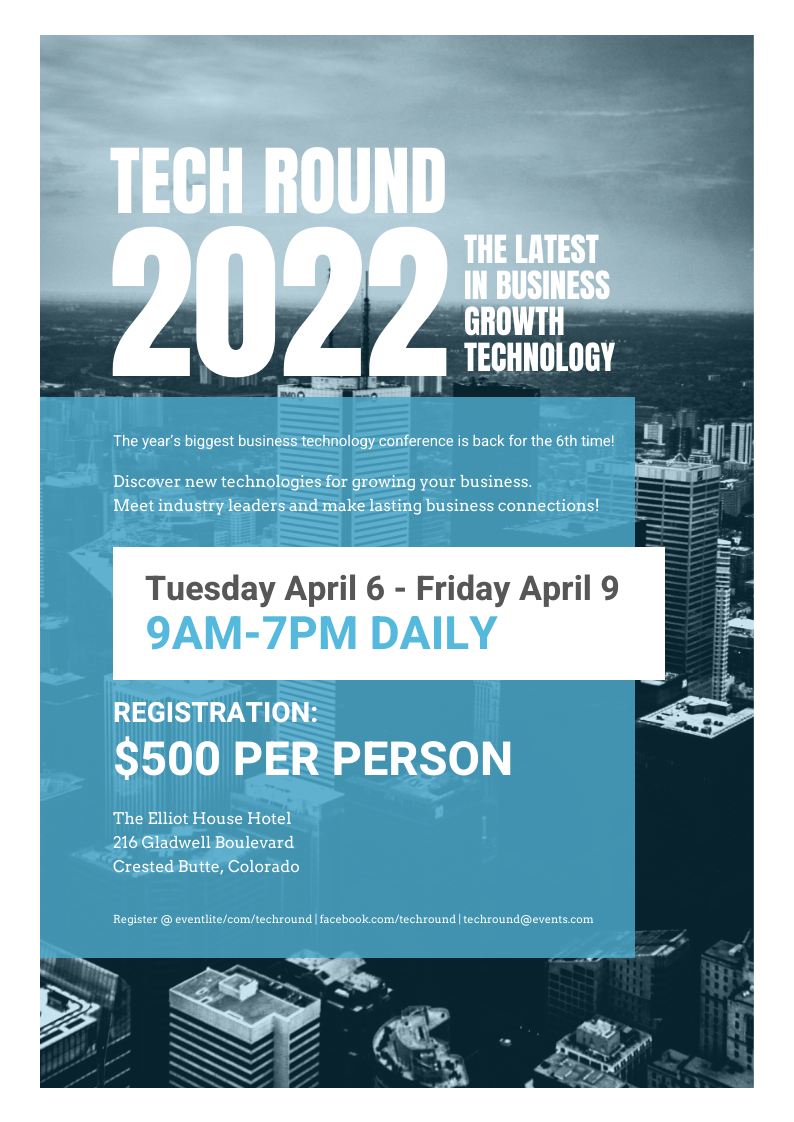 TECH ROUND
2022
THE LATEST
IN BUSINESS
GROWTH
TECHNOLOGY
The year's biggest business technology conference is back for the 6th time!
Discover new technologies for growing your business.
Meet industry leaders and make lasting business connections!
Tuesday April 6 - Friday April 9
9AM-7PM DAILY
REGISTRATION:
$500 PER PERSON
The Elliot House Hotel
216 Gladwell Boulevard
Crested Butte, Colorado
Register @ eventlite/com/techround | facebook.com/techround | techround@events.com